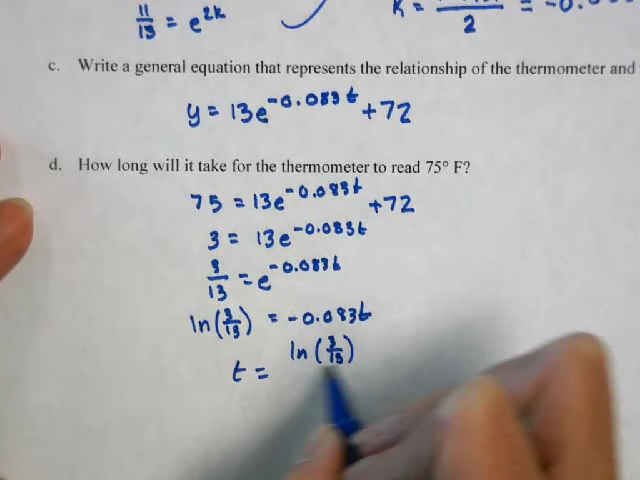 11/13 = e^2k K = / 2 = -0.0
c. Write a general equation that represents the relationship of the thermometer and
y = 13e^-0.083t + 72
d. How long will it take for the thermometer to read 75° F?
75 = 13e^-0.083t + 72
3 = 13e^-0.083t
3/13 = e^-0.083t
ln(3/13) = -0.083t
t = ln(3/13)